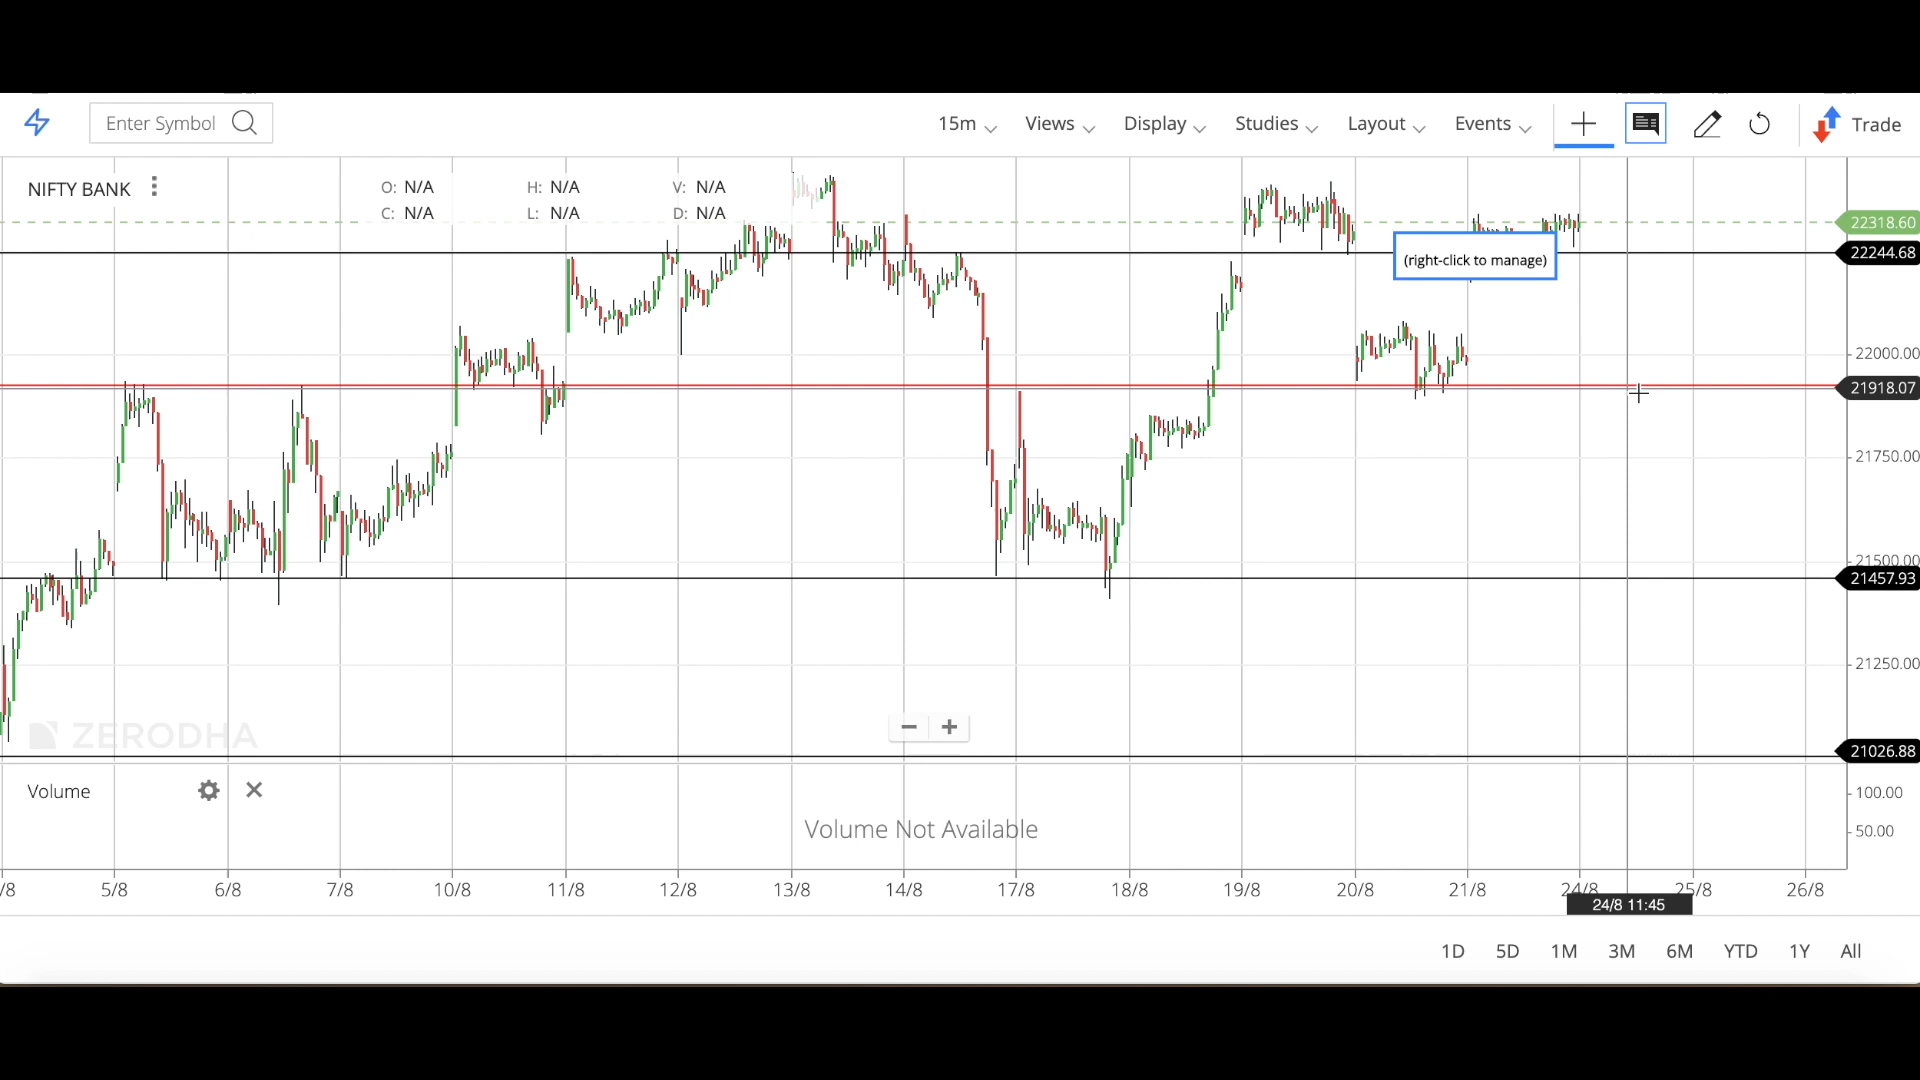 Enter Symbol
15m Views Display Studies Layout Events Trade
NIFTY BANK
O: N/A H: N/A V: N/A
C: N/A L: N/A D: N/A
22318.60
22244.68
(right-click to manage)
22000.00
21918.07
21750.00
21500.00
21457.93
21250.00
ZERODHA
21026.88
Volume
100.00
Volume Not Available
50.00
/8 5/8 6/8 7/8 10/8 11/8 12/8 13/8 14/8 17/8 18/8 19/8 20/8 21/8 24/8 25/8 26/8
24/8 11:45
1D 5D 1M 3M 6M YTD 1Y All